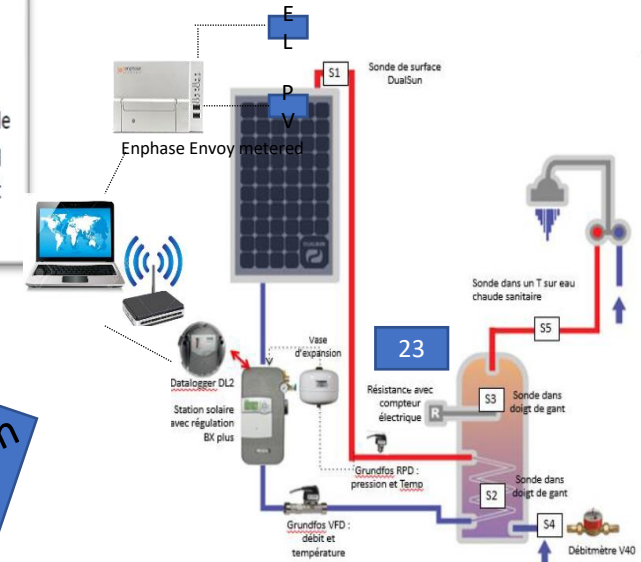 E
L
S1
Sonde de surface
DualSun
P
V
Enphase Envoy metered
de
Sonde dans un T sur eau
chaude sanitaire
S5
23
Vase
d'expansion
Datalogger DL2
Station solaire
avec régulation
BX plus
Résistance avec
compteur
électrique
R
S3
Sonde dans
doigt de gant
Grundfos RPD :
pression et Temp
S2
Sonde dans
doigt de gant
S4
Grundfos VFD :
débit et
température
Débitmètre V40
n